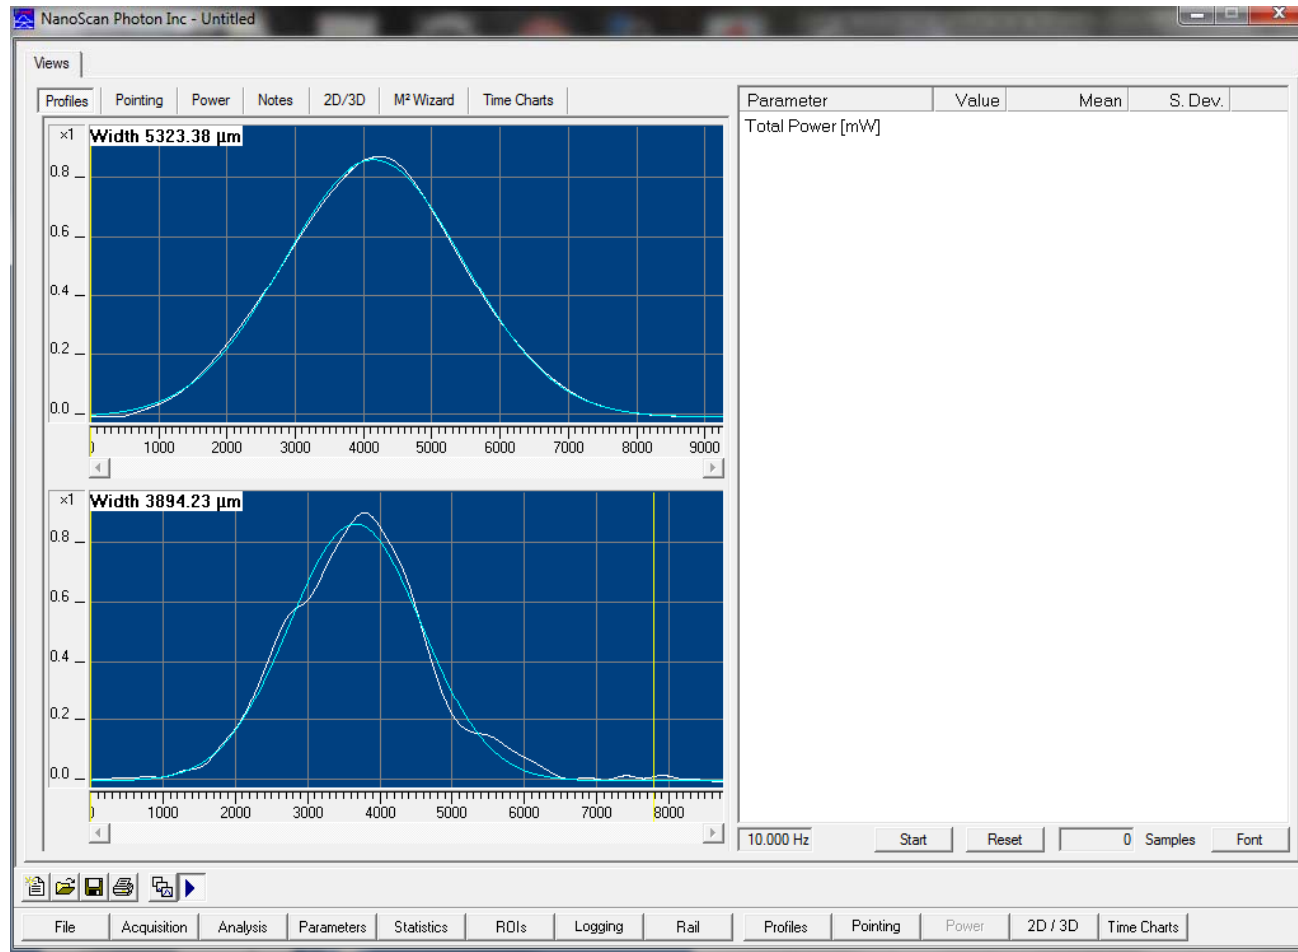 NanoScan Photon Inc - Untitled
Views
Profiles Pointing Power Notes 2D/3D M² Wizard Time Charts
×1 Width 5323.38 µm
0.8
0.6
0.4
0.2
0.0
1000 2000 3000 4000 5000 6000 7000 8000 9000
×1 Width 3894.23 µm
0.8
0.6
0.4
0.2
0.0
1000 2000 3000 4000 5000 6000 7000 8000
Parameter Value Mean S. Dev.
Total Power [mW]
10.000 Hz Start Reset 0 Samples Font
File Acquisition Analysis Parameters Statistics ROIs Logging Rail Profiles Pointing Power 2D / 3D Time Charts